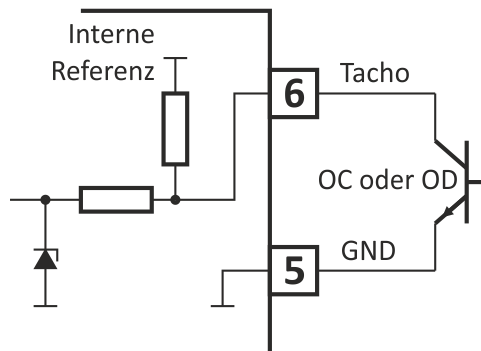 Interne
Referenz
6
Tacho
OC oder OD
GND
5